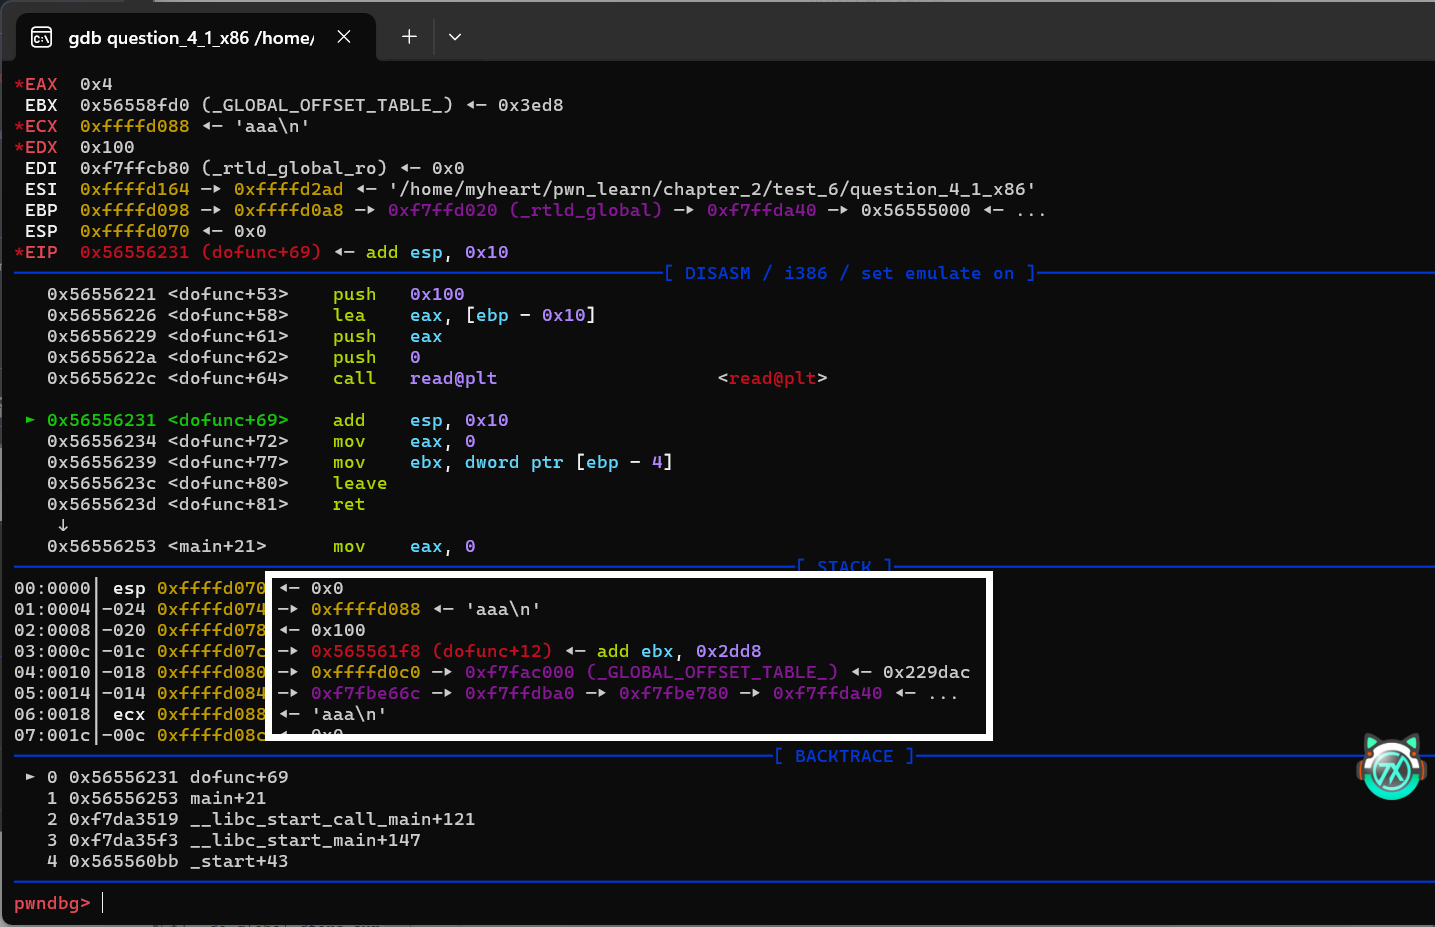 gdb question_4_1_x86 /home/
*EAX  0x4
EBX  0x56558fd0 (_GLOBAL_OFFSET_TABLE_) ◂— 0x3ed8
*ECX  0xffffd088 ◂— 'aaa\n'
*EDX  0x100
EDI  0xf7ffcb80 (_rtld_global_ro) ◂— 0x0
ESI  0xffffd164 —▸ 0xffffd2ad ◂— '/home/myheart/pwn_learn/chapter_2/test_6/question_4_1_x86'
EBP  0xffffd098 —▸ 0xffffd0a8 —▸ 0xf7ffd020 (_rtld_global) —▸ 0xf7ffda40 —▸ 0x56555000 ◂— ...
ESP  0xffffd070 ◂— 0x0
*EIP  0x56556231 (dofunc+69) ◂— add esp, 0x10
[ DISASM / i386 / set emulate on ]
0x56556221 <dofunc+53>    push   0x100
0x56556226 <dofunc+58>    lea    eax, [ebp - 0x10]
0x56556229 <dofunc+61>    push   eax
0x5655622a <dofunc+62>    push   0
0x5655622c <dofunc+64>    call   read@plt                    <read@plt>
► 0x56556231 <dofunc+69>    add    esp, 0x10
0x56556234 <dofunc+72>    mov    eax, 0
0x56556239 <dofunc+77>    mov    ebx, dword ptr [ebp - 4]
0x5655623c <dofunc+80>    leave
0x5655623d <dofunc+81>    ret
↓
0x56556253 <main+21>      mov    eax, 0
[ STACK ]
00:0000│ esp 0xffffd070 ◂— 0x0
01:0004│-024 0xffffd074 —▸ 0xffffd088 ◂— 'aaa\n'
02:0008│-020 0xffffd078 ◂— 0x100
03:000c│-01c 0xffffd07c —▸ 0x565561f8 (dofunc+12) ◂— add ebx, 0x2dd8
04:0010│-018 0xffffd080 —▸ 0xffffd0c0 —▸ 0xf7fac000 (_GLOBAL_OFFSET_TABLE_) ◂— 0x229dac
05:0014│-014 0xffffd084 —▸ 0xf7fbe66c —▸ 0xf7ffdba0 —▸ 0xf7fbe780 —▸ 0xf7ffda40 ◂— ...
06:0018│ ecx 0xffffd088 ◂— 'aaa\n'
07:001c│-00c 0xffffd08c ◂— 0x0
[ BACKTRACE ]
► 0 0x56556231 dofunc+69
1 0x56556253 main+21
2 0xf7da3519 __libc_start_call_main+121
3 0xf7da35f3 __libc_start_main+147
4 0x565560bb _start+43
pwndbg>